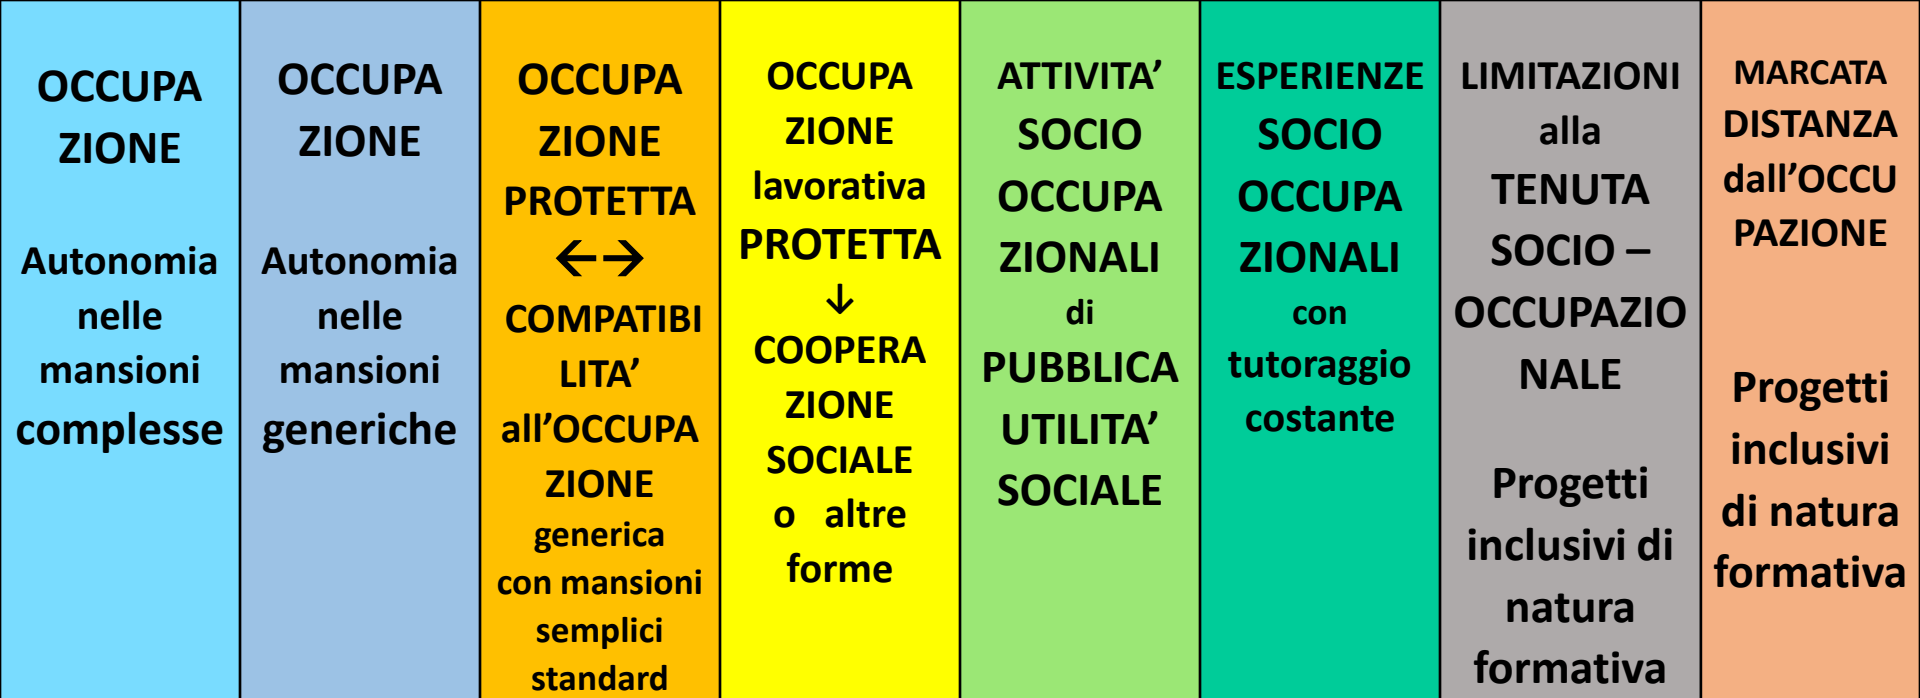 OCCUPA
ZIONE
Autonomia
nelle
mansioni
complesse
OCCUPA
ZIONE
Autonomia
nelle
mansioni
generiche
OCCUPA
ZIONE
PROTETTA
←→
COMPATIBI
LITA’
all’OCCUPA
ZIONE
generica
con mansioni
semplici
standard
OCCUPA
ZIONE
lavorativa
PROTETTA
↓
COOPERA
ZIONE
SOCIALE
o altre
forme
ATTIVITA’
SOCIO
OCCUPA
ZIONALI
di
PUBBLICA
UTILITA’
SOCIALE
ESPERIENZE
SOCIO
OCCUPA
ZIONALI
con
tutoraggio
costante
LIMITAZIONI
alla
TENUTA
SOCIO –
OCCUPAZIO
NALE
Progetti
inclusivi di
natura
formativa
MARCATA
DISTANZA
dall’OCCU
PAZIONE
Progetti
inclusivi
di natura
formativa